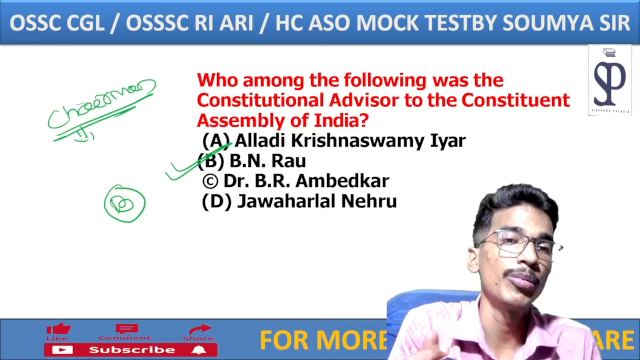 OSSC CGL / OSSSC RI ARI / HC ASO MOCK TESTBY SOUMYA SIR
Chairman
Who among the following was the
Constitutional Advisor to the Constituent
Assembly of India?
(A) Alladi Krishnaswamy Iyar
(B) B.N. Rau
© Dr. B.R. Ambedkar
(D) Jawaharlal Nehru
SP
Like
Comment
Share
Subscribe
FOR MORE
ARE